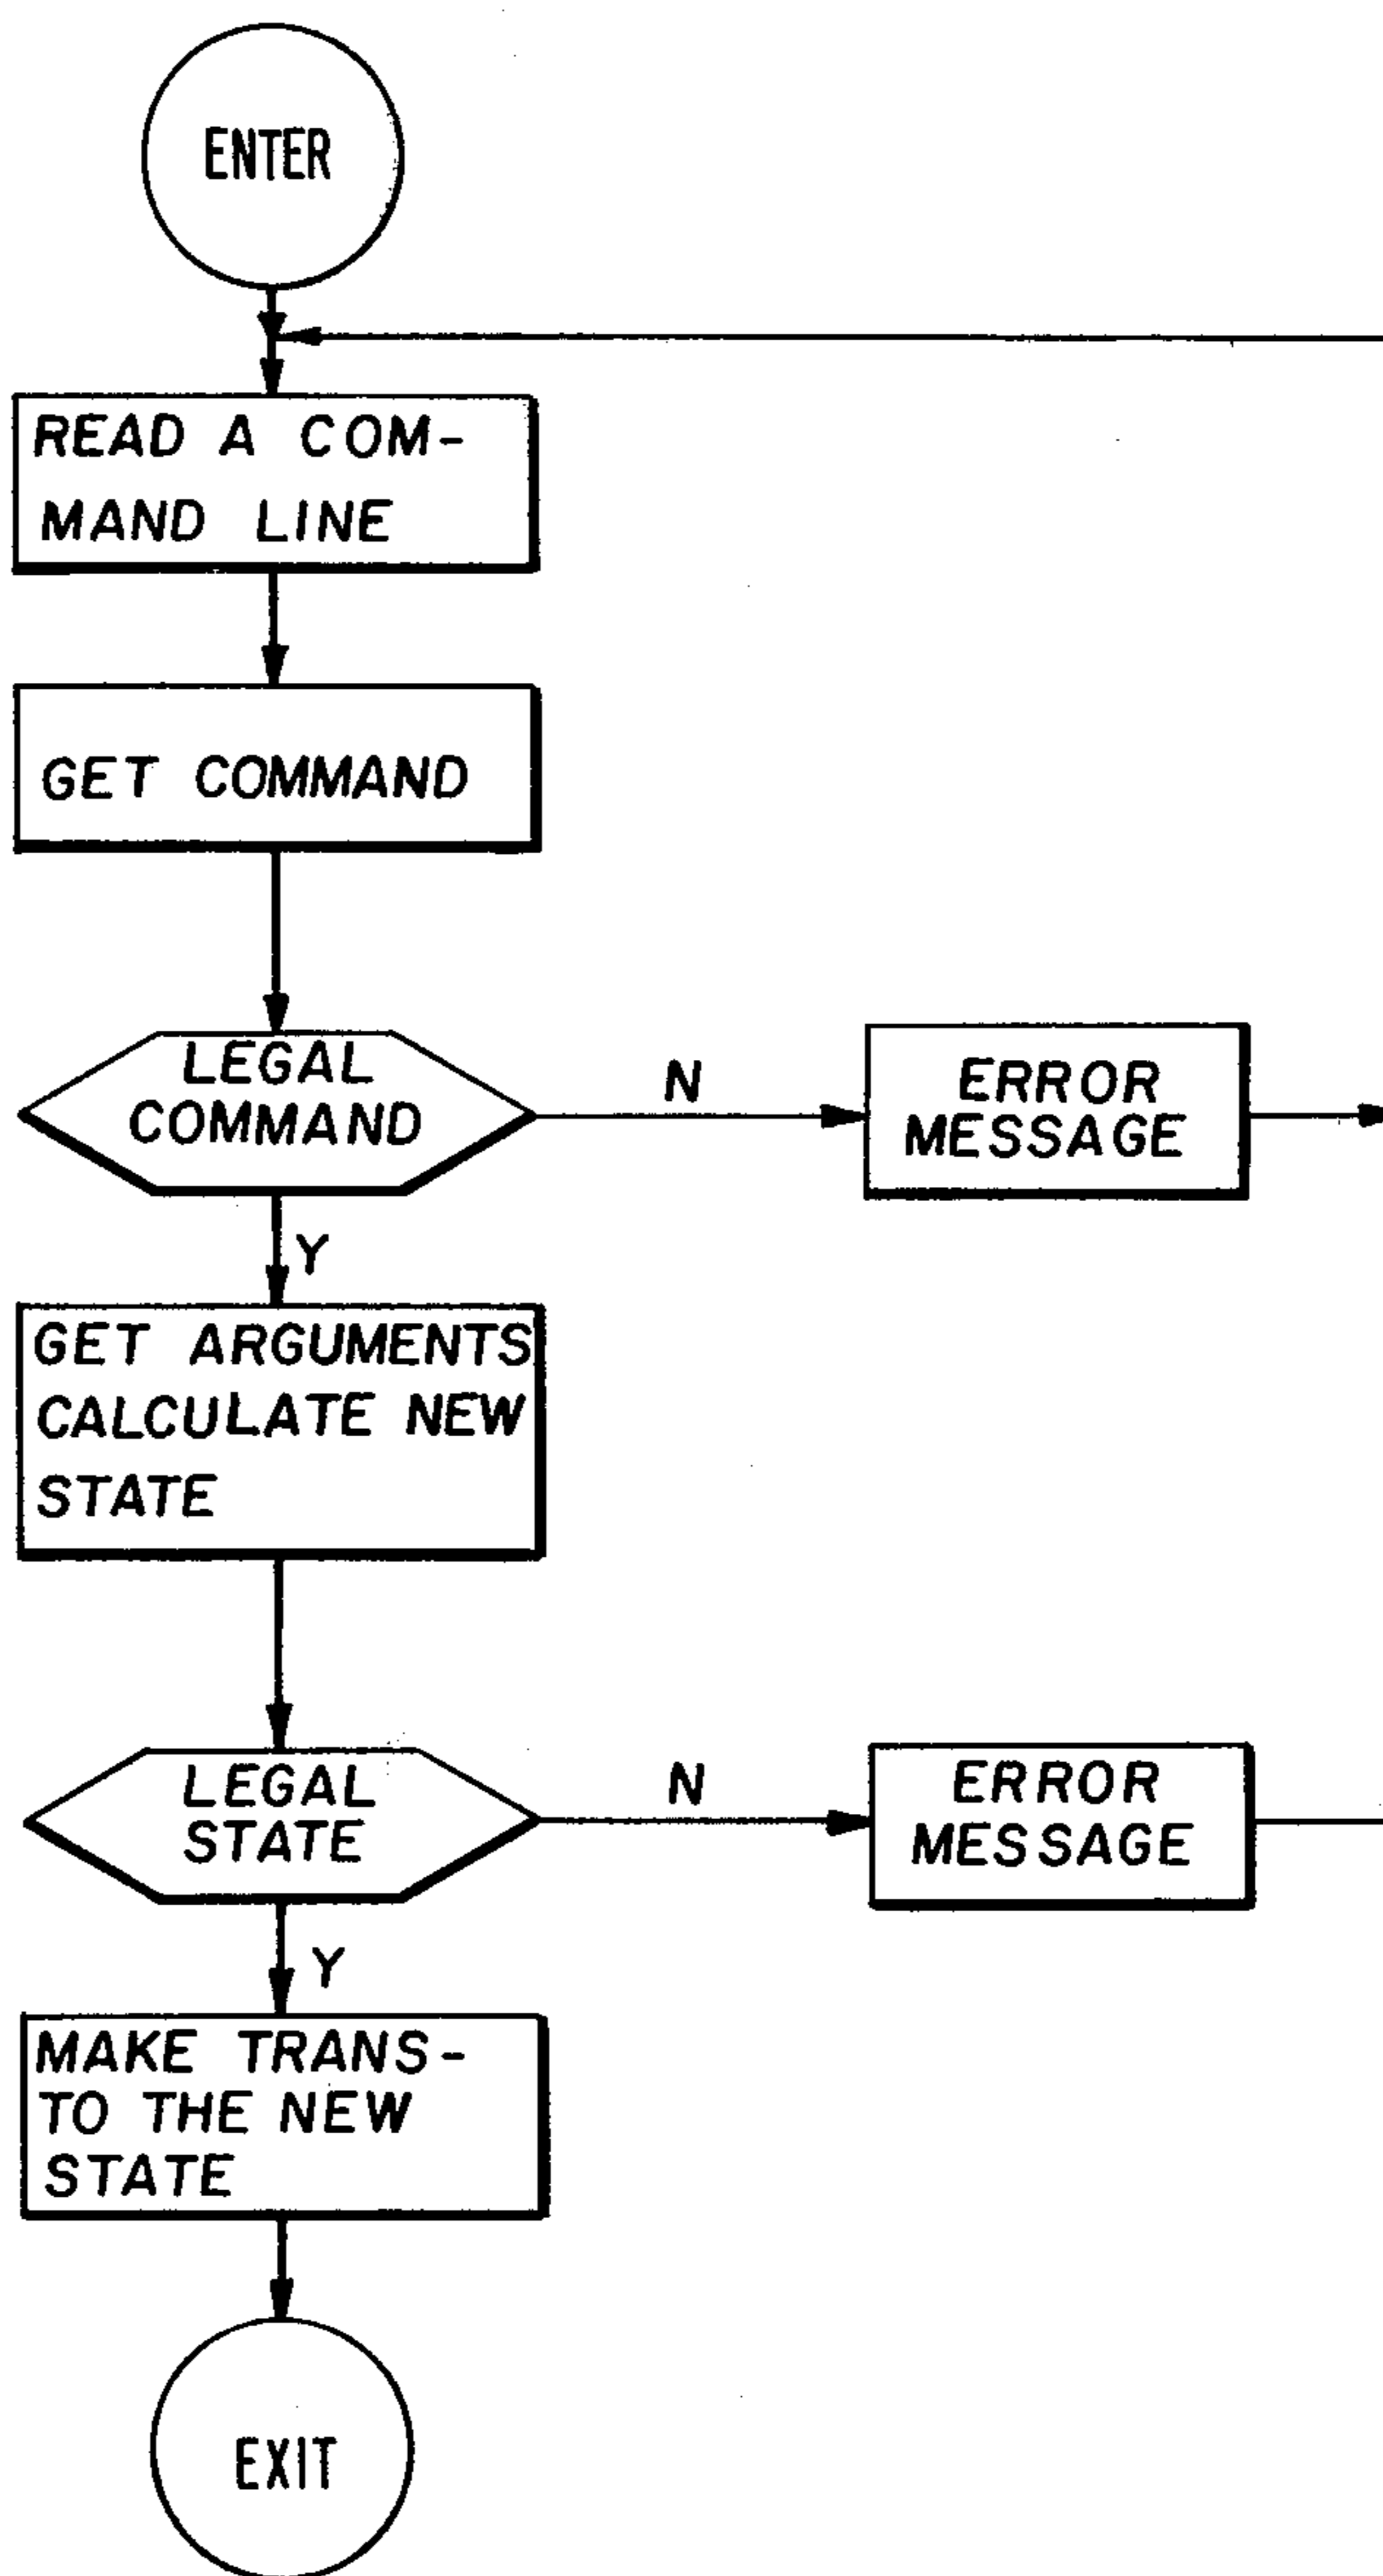 ENTER
READ A COM-
MAND LINE
GET COMMAND
LEGAL
COMMAND
N
ERROR
MESSAGE
Y
GET ARGUMENTS
CALCULATE NEW
STATE
LEGAL
STATE
N
ERROR
MESSAGE
Y
MAKE TRANS-
TO THE NEW
STATE
EXIT